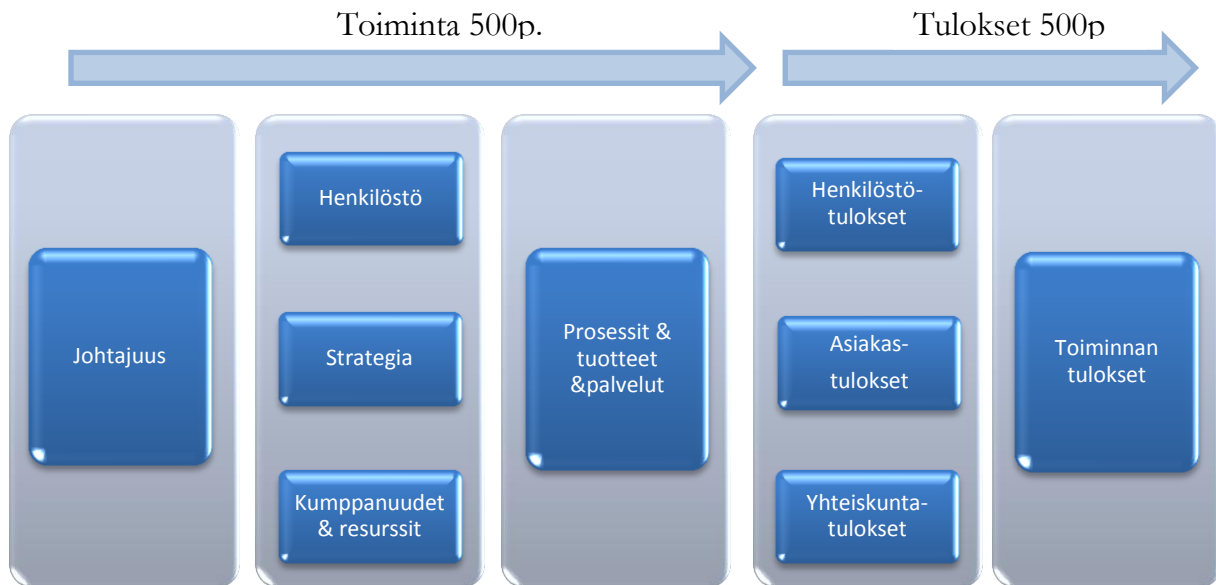 Toiminta 500p.
Tulokset 500p
Johtajuus
Henkilöstö
Strategia
Kumppanuudet
& resurssit
Prosessit &
tuotteet
&palvelut
Henkilöstö-
tulokset
Asiakas-
tulokset
Yhteiskunta-
tulokset
Toiminnan
tulokset